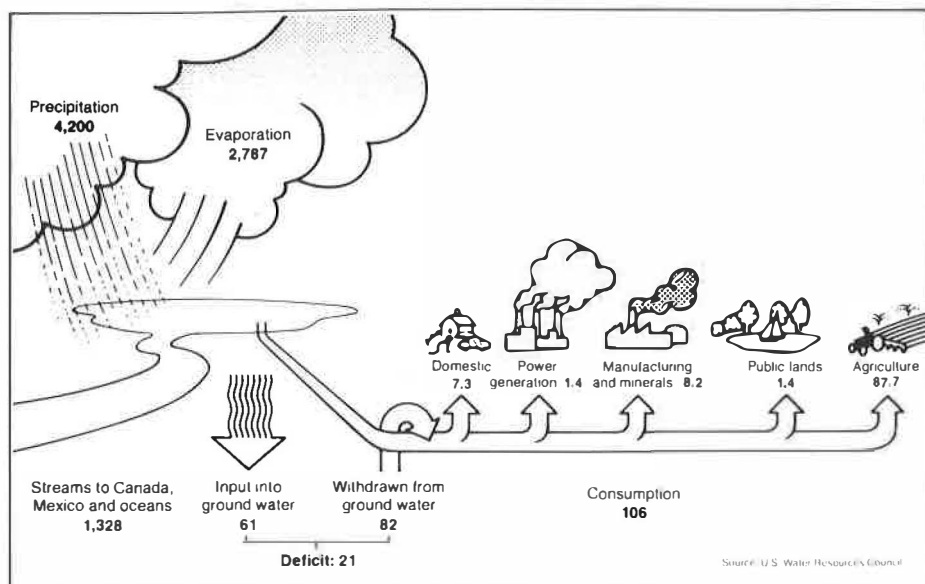 Precipitation
4,200
Evaporation
2,787
Domestic
7.3
Power
generation 1.4
Manufacturing
and minerals 8.2
Public lands
1.4
Agriculture
87.7
Streams to Canada,
Mexico and oceans
1,328
Input into
ground water
61
Withdrawn from
ground water
82
Consumption
106
Deficit: 21
Source: U.S. Water Resources Council